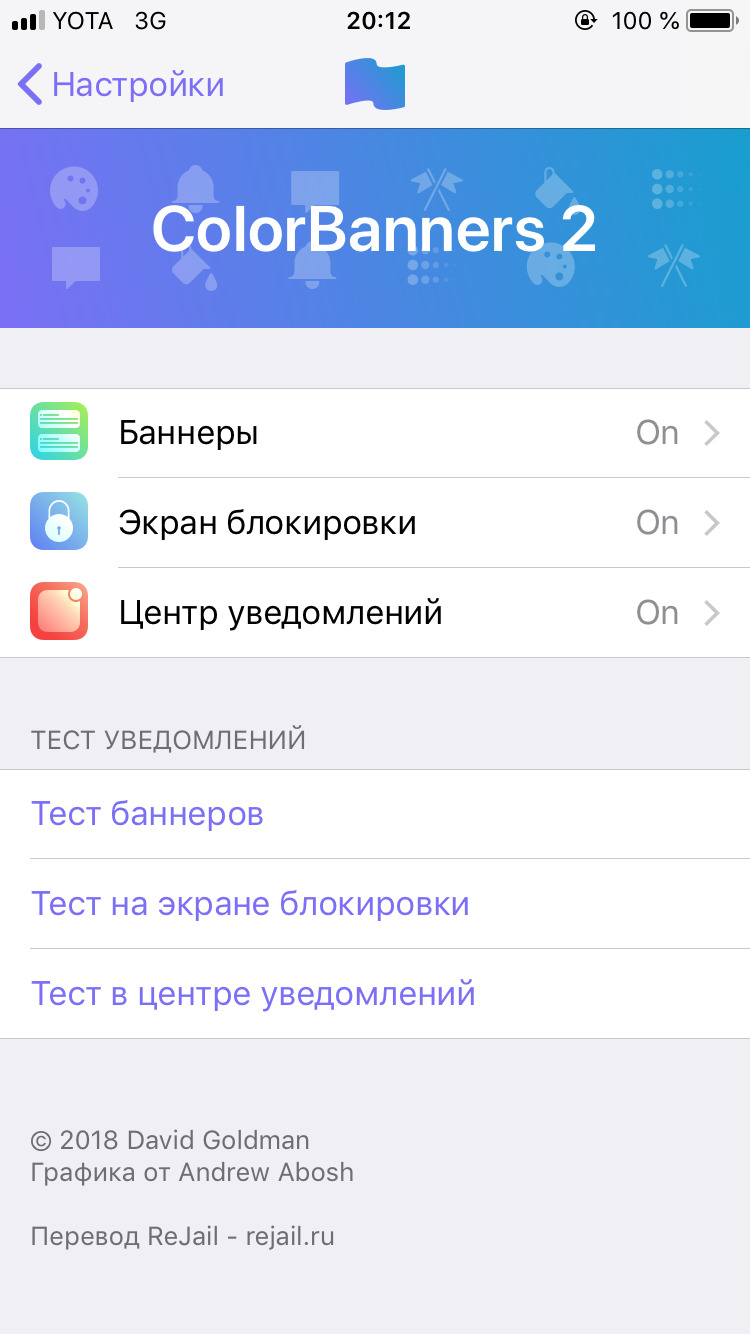 YOTA 3G 20:12 100 %
Настройки
ColorBanners 2
Баннеры On
Экран блокировки On
Центр уведомлений On
ТЕСТ УВЕДОМЛЕНИЙ
Тест баннеров
Тест на экране блокировки
Тест в центре уведомлений
© 2018 David Goldman
Графика от Andrew Abosh
Перевод ReJail - rejail.ru